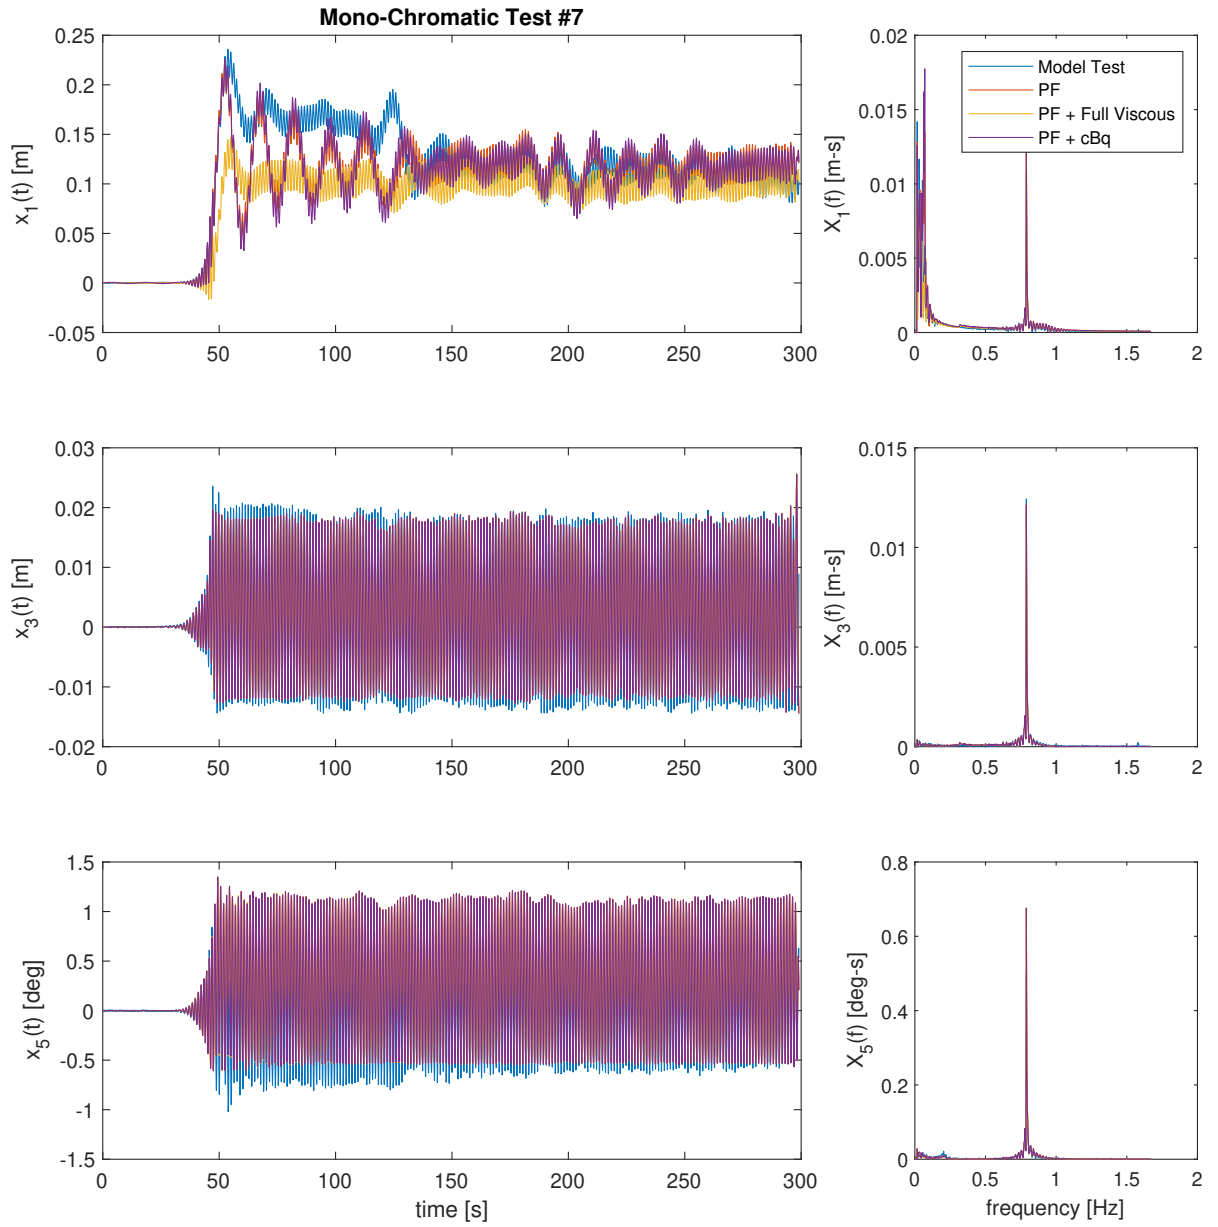 Mono-Chromatic Test #7
0.25
0.2
0.15
0.1
0.05
0
-0.05
x1(t) [m]
0 50 100 150 200 250 300
0.02
0.015
0.01
0.005
0
X1(f) [m-s]
0 0.5 1 1.5 2
Model Test
PF
PF + Full Viscous
PF + cBq
0.03
0.02
0.01
0
-0.01
-0.02
x3(t) [m]
0 50 100 150 200 250 300
0.015
0.01
0.005
0
X3(f) [m-s]
0 0.5 1 1.5 2
1.5
1
0.5
0
-0.5
-1
-1.5
x5(t) [deg]
0 50 100 150 200 250 300
time [s]
0.8
0.6
0.4
0.2
0
X5(f) [deg-s]
0 0.5 1 1.5 2
frequency [Hz]